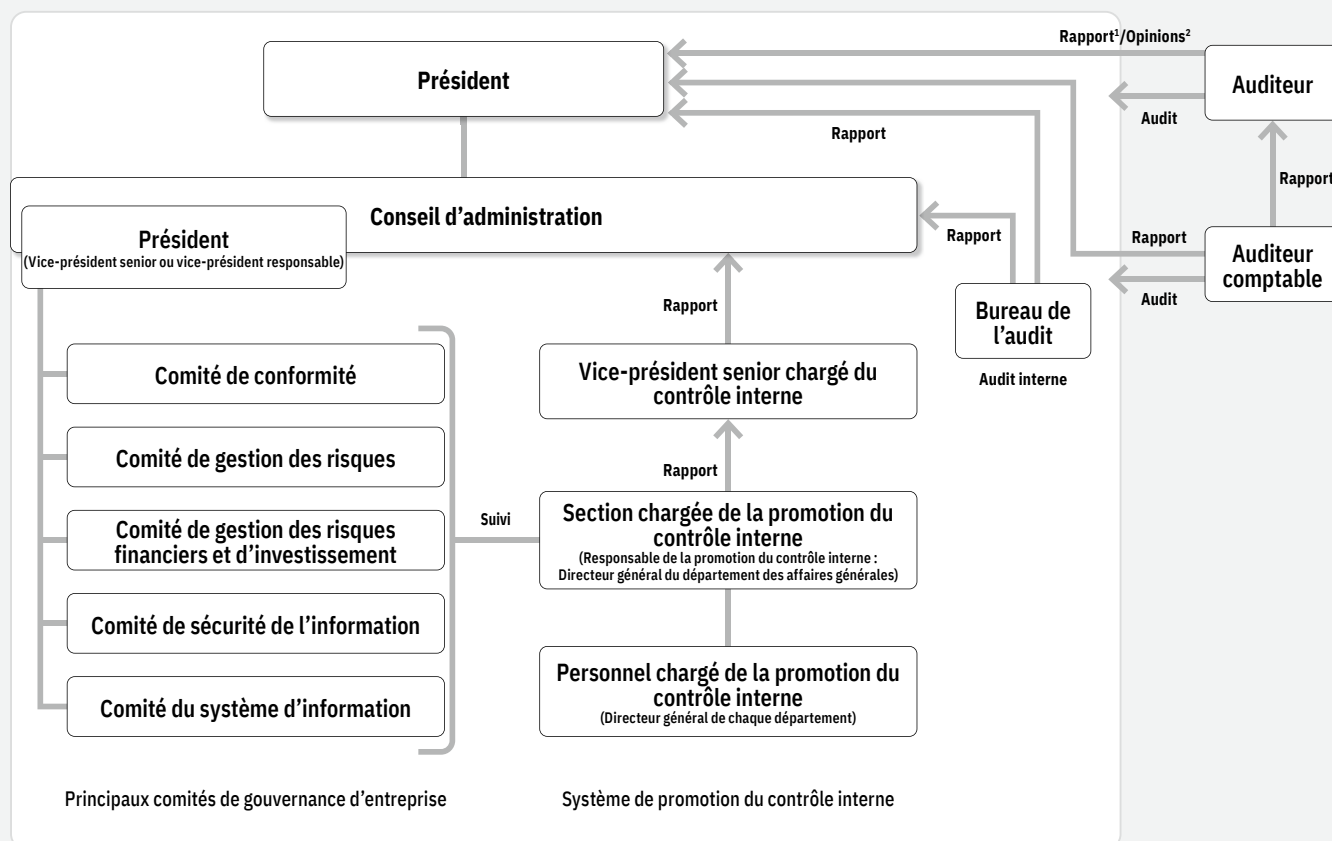 Rapport¹/Opinions²
Président
Auditeur
Audit
Rapport
Rapport
Conseil d’administration
Président
(Vice-président senior ou vice-président responsable)
Rapport
Rapport
Auditeur
comptable
Audit
Rapport
Bureau de
l’audit
Audit interne
Comité de conformité
Comité de gestion des risques
Comité de gestion des risques
financiers et d’investissement
Comité de sécurité de l’information
Comité du système d’information
Suivi
Vice-président senior chargé du
contrôle interne
Rapport
Section chargée de la promotion du
contrôle interne
(Responsable de la promotion du contrôle interne :
Directeur général du département des affaires générales)
Personnel chargé de la promotion du
contrôle interne
(Directeur général de chaque département)
Principaux comités de gouvernance d’entreprise
Système de promotion du contrôle interne